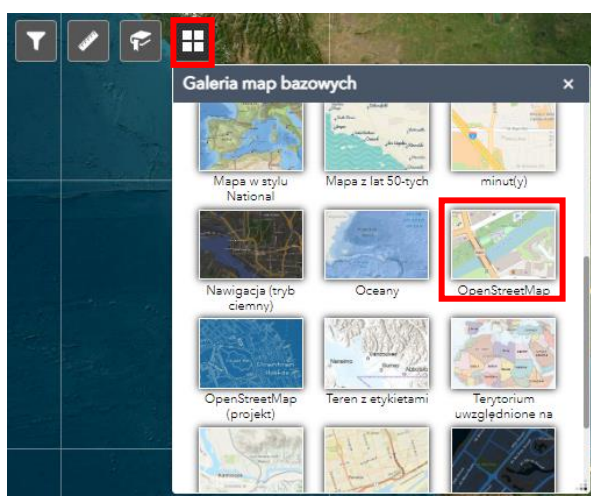 Galeria map bazowych
×
Mapa w stylu
National
Mapa z lat 50-tych
minut(y)
Nawigacja (tryb
ciemny)
Oceany
OpenStreetMap
OpenStreetMap
(projekt)
Teren z etykietami
Terytorium
uwzględnione na